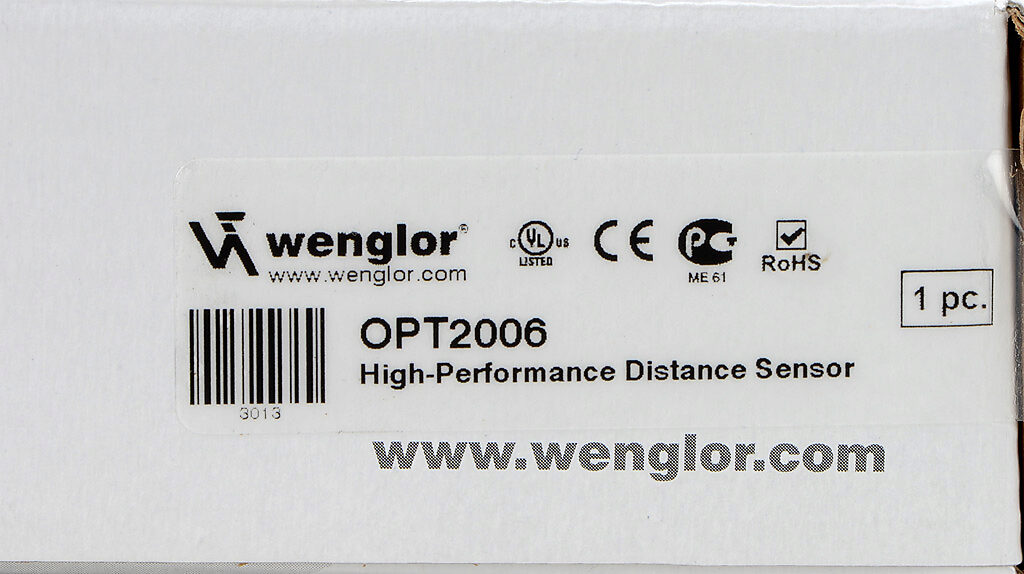 wenglor®
www.wenglor.com
c UL us
LISTED
CE
PG
ME 61
RoHS
1 pc.
OPT2006
High-Performance Distance Sensor
3013
www.wenglor.com